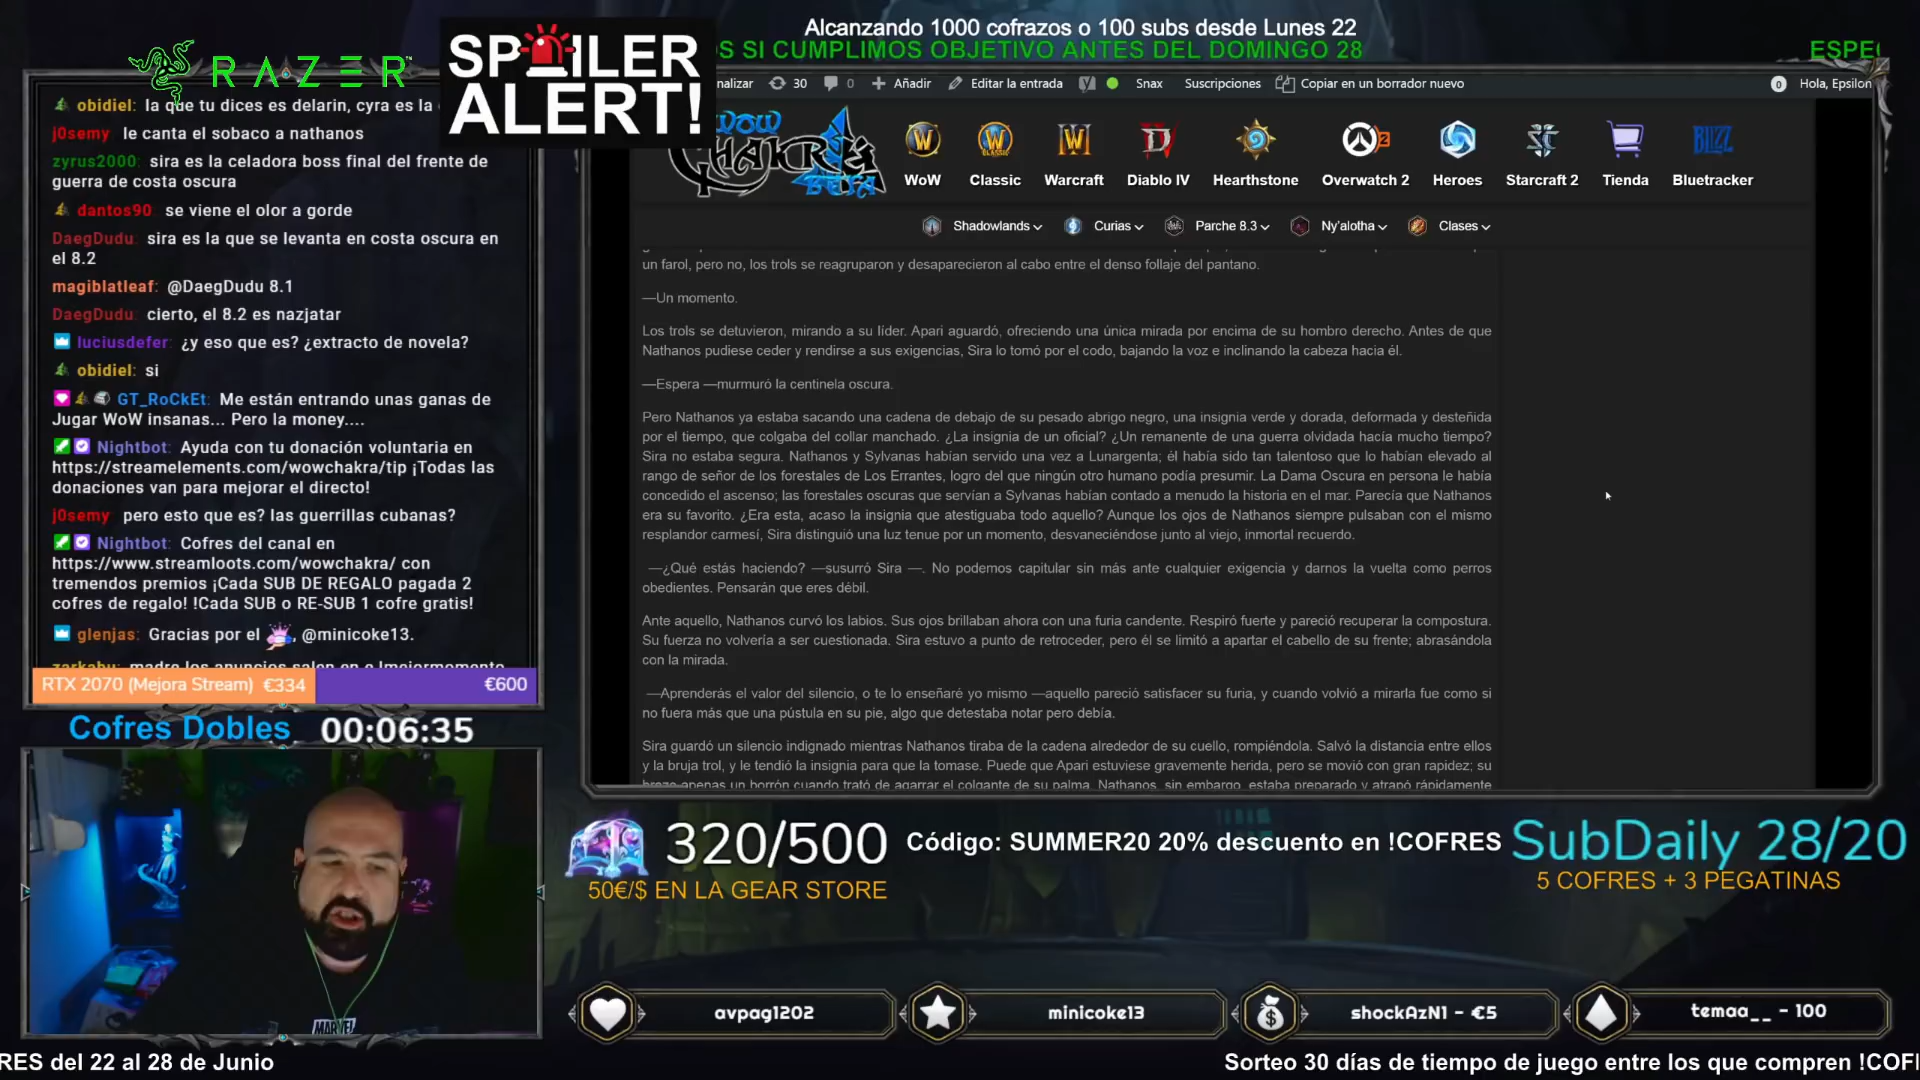 Alcanzando 1000 cofrazos o 100 subs desde Lunes 22
OS SI CUMPLIMOS OBJETIVO ANTES DEL DOMINGO 28
RAZER
SPOILER
ALERT!
nalizar
30
0
Añadir
Editar la entrada
Snax
Suscripciones
Copiar en un borrador nuevo
0
Hola, Epsilon
WOW
CHAKRA
BETA
WoW
Classic
Warcraft
Diablo IV
Hearthstone
Overwatch 2
Heroes
Starcraft 2
Tienda
Bluetracker
Shadowlands
Curias
Parche 8.3
Ny'alotha
Clases
obidiel: la que tu dices es delarin, cyra es la
j0semy le canta el sobaco a nathanos
zyrus2000: sira es la celadora boss final del frente de
guerra de costa oscura
dantos90: se viene el olor a gorde
DaegDudu: sira es la que se levanta en costa oscura en
el 8.2
magiblatleaf: @DaegDudu 8.1
DaegDudu: cierto, el 8.2 es nazjatar
luciusdefer: ¿y eso que es? ¿extracto de novela?
obidiel: si
GT_RoCkEt: Me están entrando unas ganas de
Jugar WoW insanas... Pero la money....
Nightbot: Ayuda con tu donación voluntaria en
https://streamelements.com/wowchakra/tip ¡Todas las
donaciones van para mejorar el directo!
j0semy pero esto que es? las guerrillas cubanas?
Nightbot: Cofres del canal en
https://www.streamloots.com/wowchakra/ con
tremendos premios ¡Cada SUB DE REGALO pagada 2
cofres de regalo! !Cada SUB o RE-SUB 1 cofre gratis!
glenjas: Gracias por el , @minicoke13.
RTX 2070 (Mejora Stream) €334
€600
Cofres Dobles 00:06:35
un farol, pero no, los trols se reagruparon y desaparecieron al cabo entre el denso follaje del pantano.
—Un momento.
Los trols se detuvieron, mirando a su líder. Apari aguardó, ofreciendo una única mirada por encima de su hombro derecho. Antes de que
Nathanos pudiese ceder y rendirse a sus exigencias, Sira lo tomó por el codo, bajando la voz e inclinando la cabeza hacia él.
—Espera —murmuró la centinela oscura.
Pero Nathanos ya estaba sacando una cadena de debajo de su pesado abrigo negro, una insignia verde y dorada, deformada y desteñida
por el tiempo, que colgaba del collar manchado. ¿La insignia de un oficial? ¿Un remanente de una guerra olvidada hacía mucho tiempo?
Sira no estaba segura. Nathanos y Sylvanas habían servido una vez a Lunargenta; él había sido tan talentoso que lo habían elevado al
rango de señor de los forestales de Los Errantes, logro del que ningún otro humano podía presumir. La Dama Oscura en persona le había
concedido el ascenso; las forestales oscuras que servían a Sylvanas habían contado a menudo la historia en el mar. Parecía que Nathanos
era su favorito. ¿Era esta, acaso la insignia que atestiguaba todo aquello? Aunque los ojos de Nathanos siempre pulsaban con el mismo
resplandor carmesí, Sira distinguió una luz tenue por un momento, desvaneciéndose junto al viejo, inmortal recuerdo.
—¿Qué estás haciendo? —susurró Sira —. No podemos capitular sin más ante cualquier exigencia y darnos la vuelta como perros
obedientes. Pensarán que eres débil.
Ante aquello, Nathanos curvó los labios. Sus ojos brillaban ahora con una furia candente. Respiró fuerte y pareció recuperar la compostura.
Su fuerza no volvería a ser cuestionada. Sira estuvo a punto de retroceder, pero él se limitó a apartar el cabello de su frente; abrasándola
con la mirada.
—Aprenderás el valor del silencio, o te lo enseñaré yo mismo —aquello pareció satisfacer su furia, y cuando volvió a mirarla fue como si
no fuera más que una pústula en su pie, algo que detestaba notar pero debía.
Sira guardó un silencio indignado mientras Nathanos tiraba de la cadena alrededor de su cuello, rompiéndola. Salvó la distancia entre ellos
y la bruja trol, y le tendió la insignia para que la tomase. Puede que Apari estuviese gravemente herida, pero se movió con gran rapidez; su
brazo apenas un borrón cuando trató de agarrar el colgante de su palma. Nathanos, sin embargo, estaba preparado y atrapó rápidamente
320/500
50€/$ EN LA GEAR STORE
Código: SUMMER20 20% descuento en !COFRES
SubDaily 28/20
5 COFRES + 3 PEGATINAS
MARVEL
avpag1202
minicoke13
shockAzN1 - €5
temaa__ - 100
RES del 22 al 28 de Junio
Sorteo 30 días de tiempo de juego entre los que compren !COF